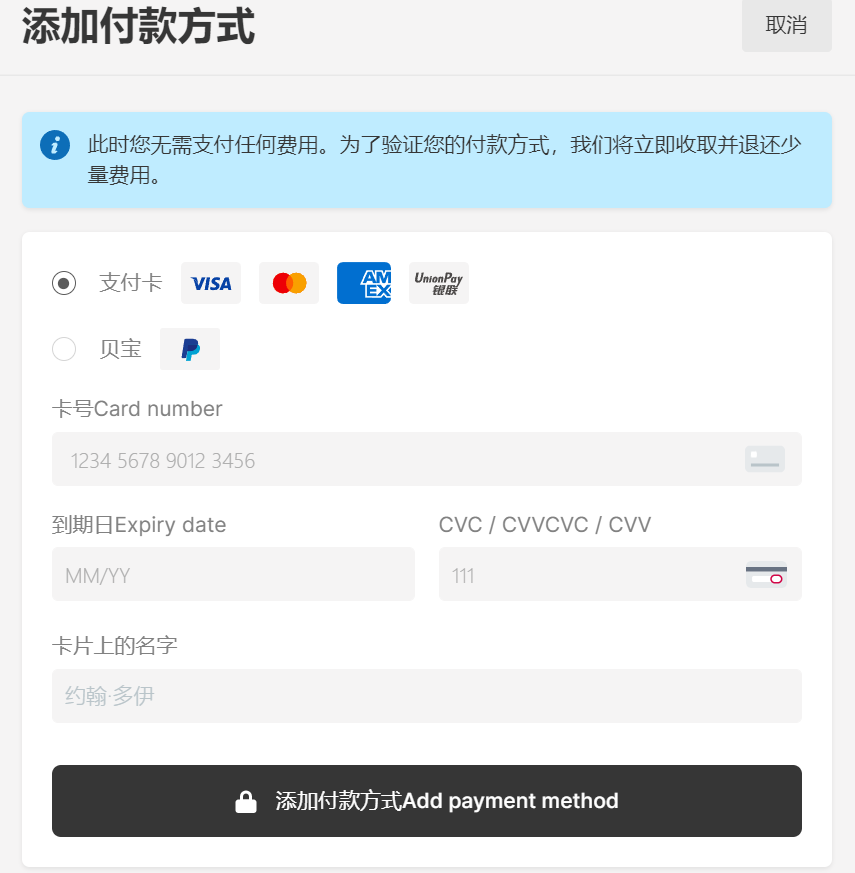 添加付款方式
取消
此时您无需支付任何费用。为了验证您的付款方式，我们将立即收取并退还少
量费用。
支付卡 VISA AM EX UnionPay 银联
贝宝
卡号Card number
1234 5678 9012 3456
到期日Expiry date CVC / CVVCVC / CVV
MM/YY 111
卡片上的名字
约翰·多伊
添加付款方式Add payment method